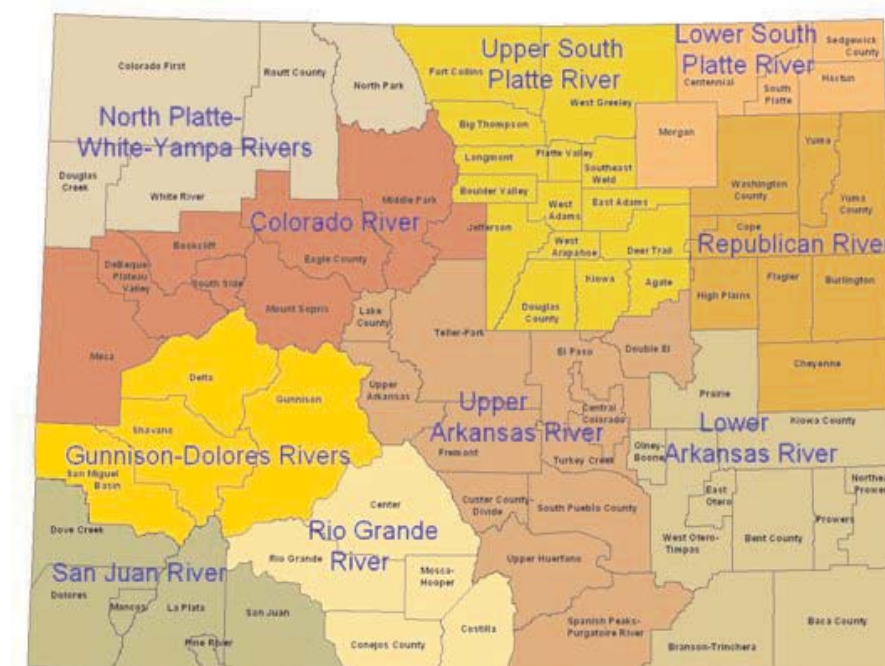 Colorado First
Routt County
North Park
North Platte-
White-Yampa Rivers
Douglas
Creek
White River
Fort Collins
Upper South
Platte River
West Greeley
Big Thompson
Longmont
Platte Valley
Southeast
Weld
Boulder Valley
West
Adams
East Adams
Jefferson
West
Arapahoe
Deer Trail
Douglas
County
Kiowa
Agate
Lower South
Platte River
Sedgewick
County
Centennial
South
Platte
Haxtun
Morgan
Washington
County
Yuma
Yuma
County
Cope
Republican River
High Plains
Flagler
Burlington
Cheyenne
Middle Park
Colorado River
Bookcliff
Eagle County
DeBeque-
Plateau
Valley
South Side
Mount Sopris
Mesa
Lake
County
Teller-Park
El Paso
Double El
Upper
Arkansas
Upper
Arkansas River
Central
Colorado
Fremont
Turkey Creek
Custer County-
Divide
South Pueblo County
Upper Huerfano
Spanish Peaks-
Purgatoire River
Prairie
Kiowa County
Lower
Arkansas River
Olney-
Boone
East
Otero
West Otero-
Timpas
Bent County
Prowers
Northeast
Prowers
Baca County
Branson-Trinchera
Delta
Gunnison
Shavano
Gunnison-Dolores Rivers
San Miguel
Basin
Center
Rio Grande
River
Rio Grande
Mosca-
Hooper
Conejos County
Costilla
Dove Creek
San Juan River
Dolores
Mancos
La Plata
San Juan
Pine River